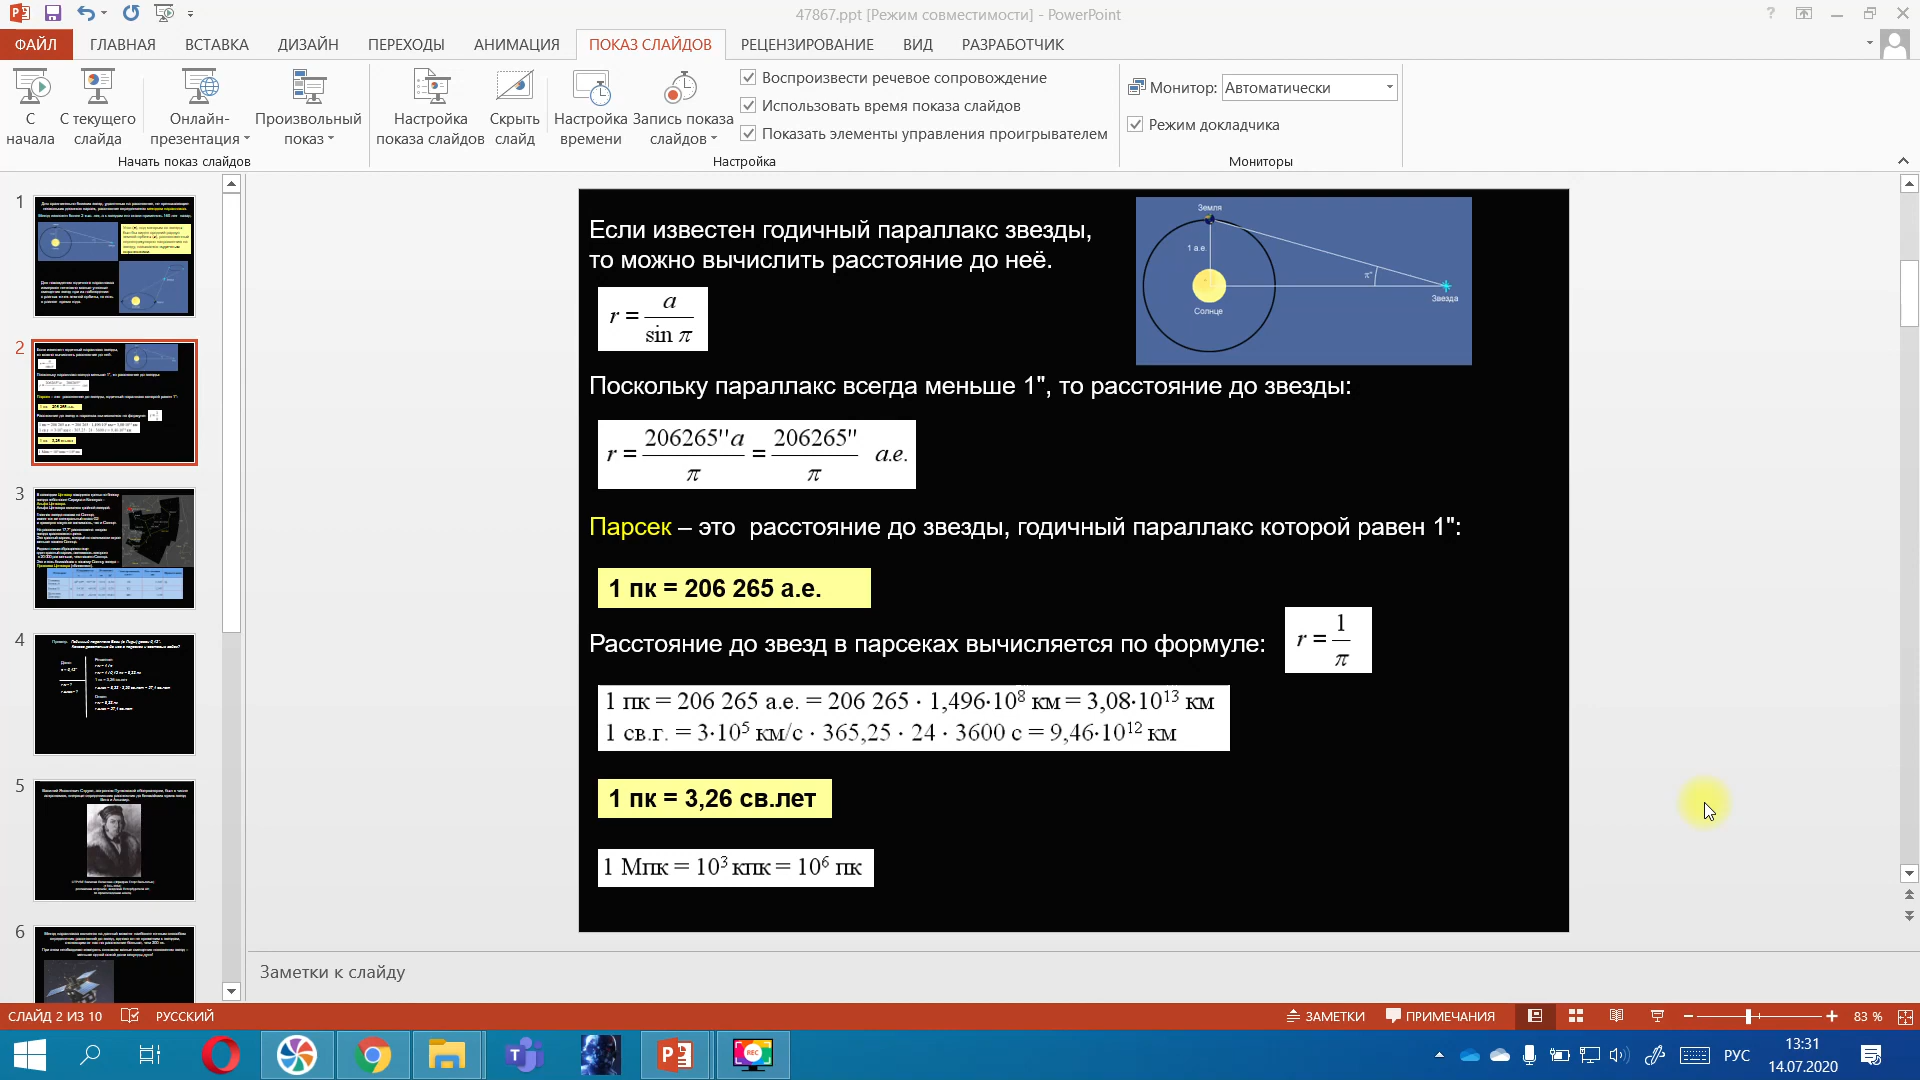 47867.ppt [Режим совместимости] - PowerPoint
ФАЙЛ ГЛАВНАЯ ВСТАВКА ДИЗАЙН ПЕРЕХОДЫ АНИМАЦИЯ ПОКАЗ СЛАЙДОВ РЕЦЕНЗИРОВАНИЕ ВИД РАЗРАБОТЧИК
С начала
С текущего слайда
Онлайн-презентация
Произвольный показ
Начать показ слайдов
Настройка показа слайдов
Скрыть слайд
Настройка времени
Запись показа слайдов
Воспроизвести речевое сопровождение
Использовать время показа слайдов
Показать элементы управления проигрывателем
Настройка
Монитор: Автоматически
Режим докладчика
Мониторы
1
2
3
4
5
6
Если известен годичный параллакс звезды,
то можно вычислить расстояние до неё.
r = a / sin π
Земля
1 а.е.
π"
Солнце
Звезда
Поскольку параллакс всегда меньше 1", то расстояние до звезды:
r = 206265"a / π = 206265" / π а.е.
Парсек – это расстояние до звезды, годичный параллакс которой равен 1":
1 пк = 206 265 а.е.
Расстояние до звезд в парсеках вычисляется по формуле: r = 1 / π
1 пк = 206 265 а.е. = 206 265 · 1,496·10⁸ км = 3,08·10¹³ км
1 св.г. = 3·10⁵ км/с · 365,25 · 24 · 3600 с = 9,46·10¹² км
1 пк = 3,26 св.лет
1 Мпк = 10³ кпк = 10⁶ пк
Заметки к слайду
СЛАЙД 2 ИЗ 10 РУССКИЙ ЗАМЕТКИ ПРИМЕЧАНИЯ 83 %
REC
РУС
13:31
14.07.2020